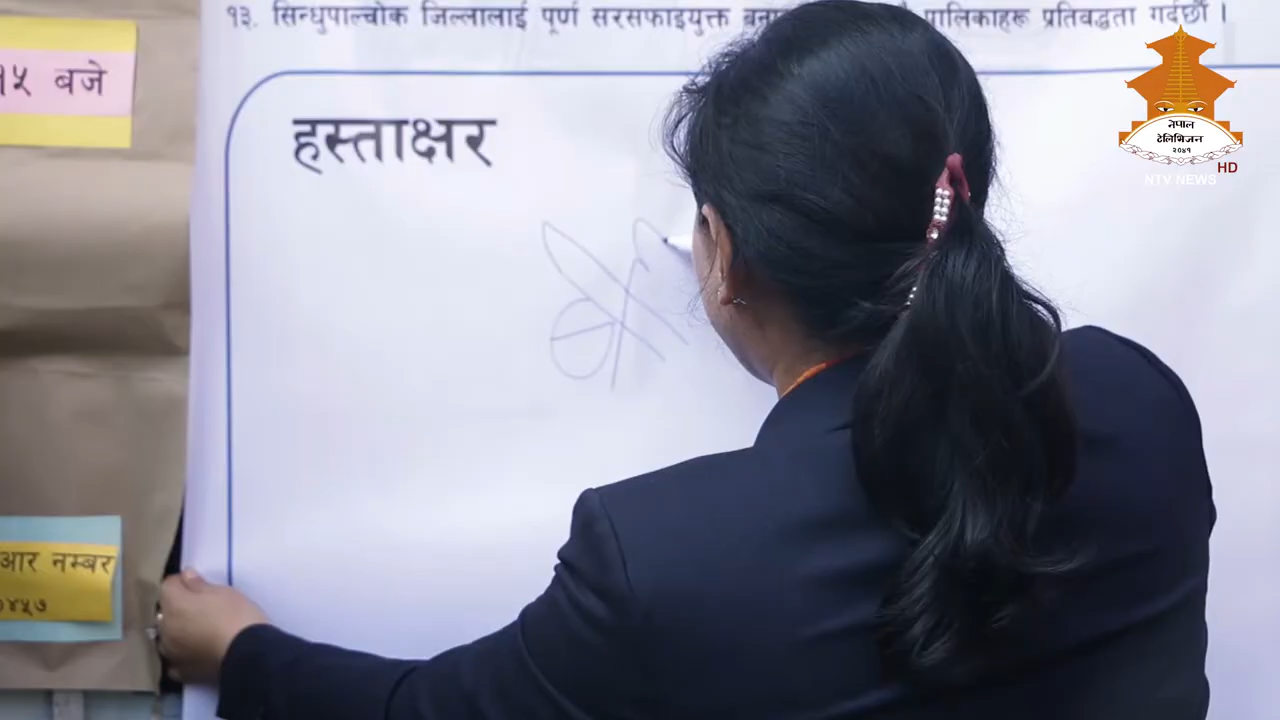 १३. सिन्धुपाल्चोक जिल्लालाई पूर्ण सरसफाइयुक्त पालिकाहरू प्रतिबद्धता गर्दछौं ।
१५ बजे
हस्ताक्षर
नेपाल
टेलिभिजन
२०४१
HD
NTV NEWS
आर नम्बर
०४५७